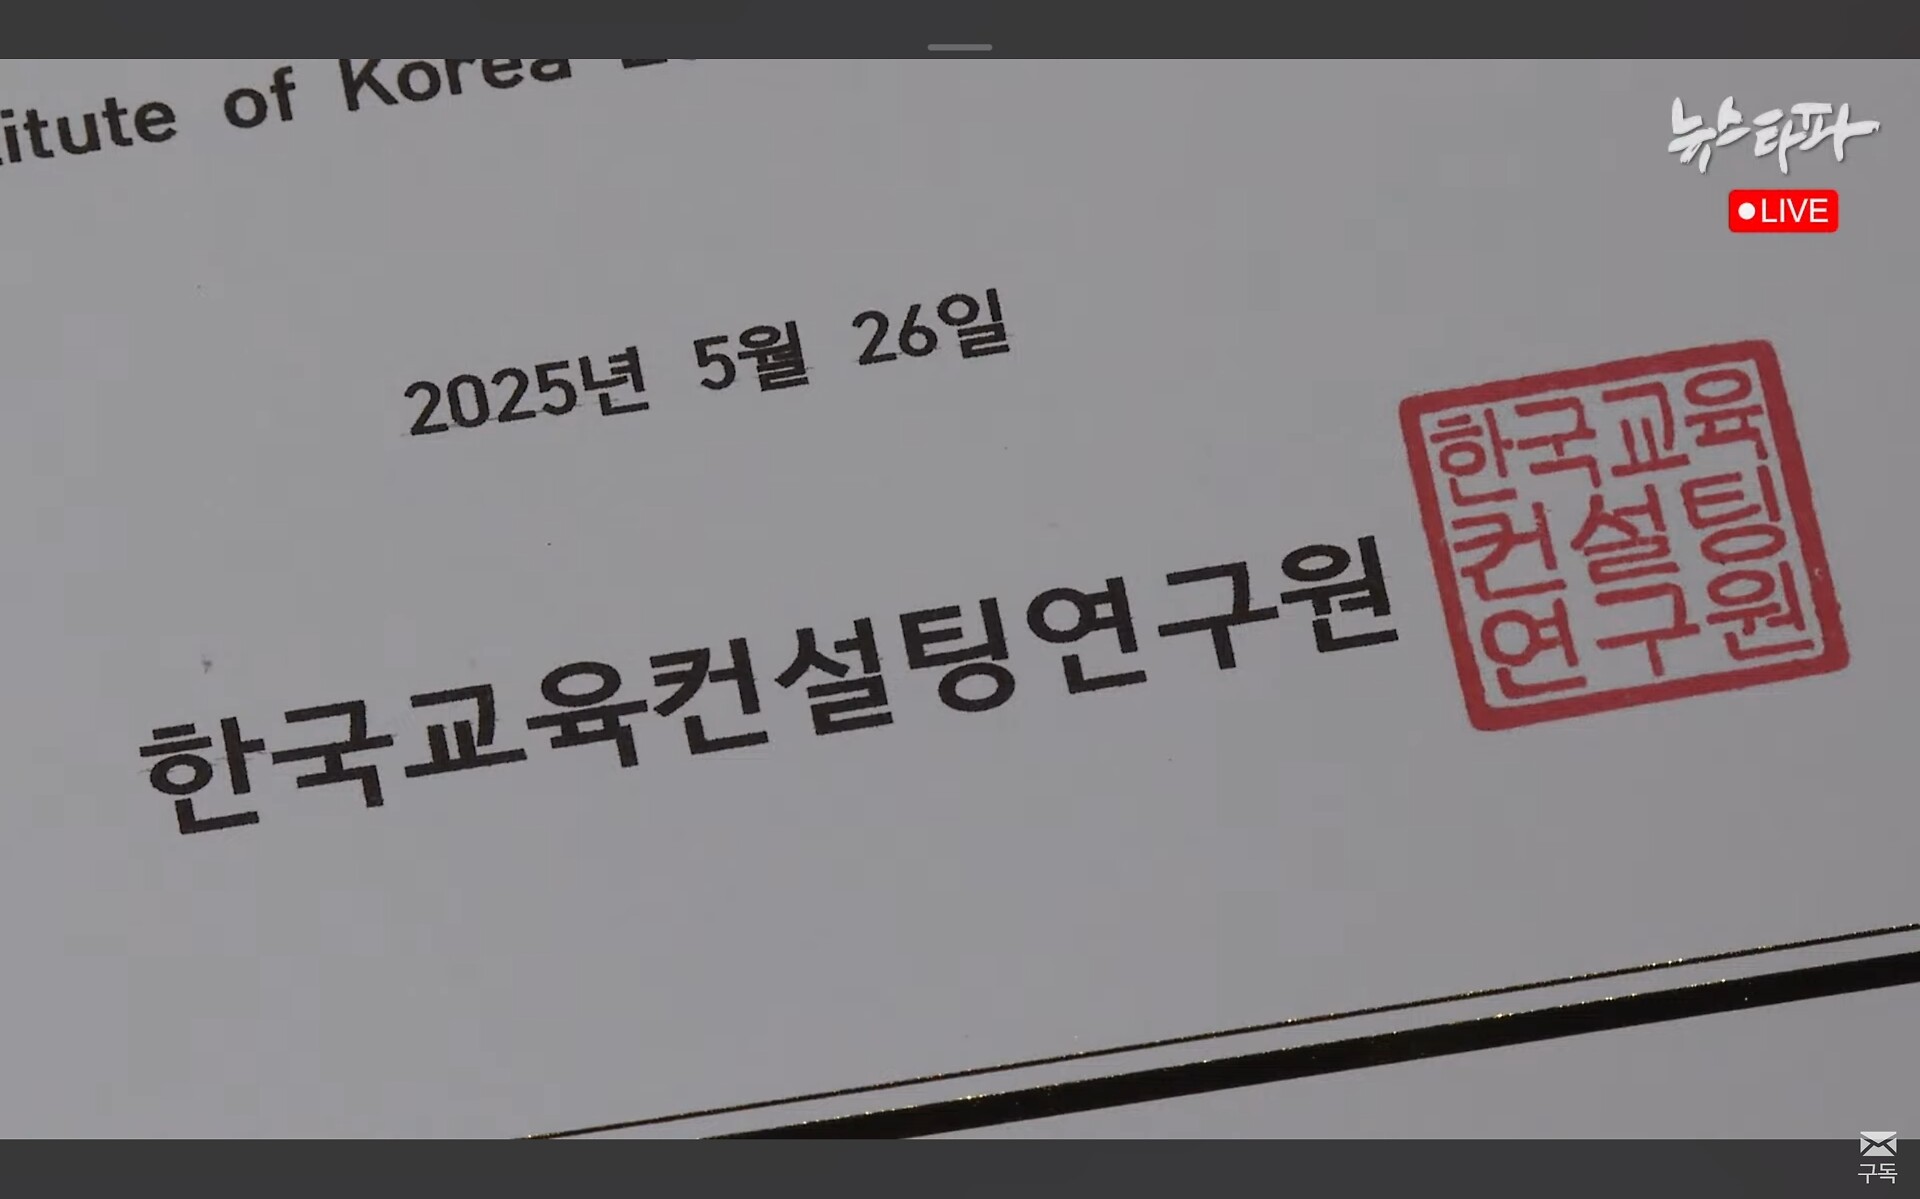 itute of Korea
뉴스타파
LIVE
2025년 5월 26일
한국교육컨설팅연구원
한국교육
컨설팅
연구원
구독